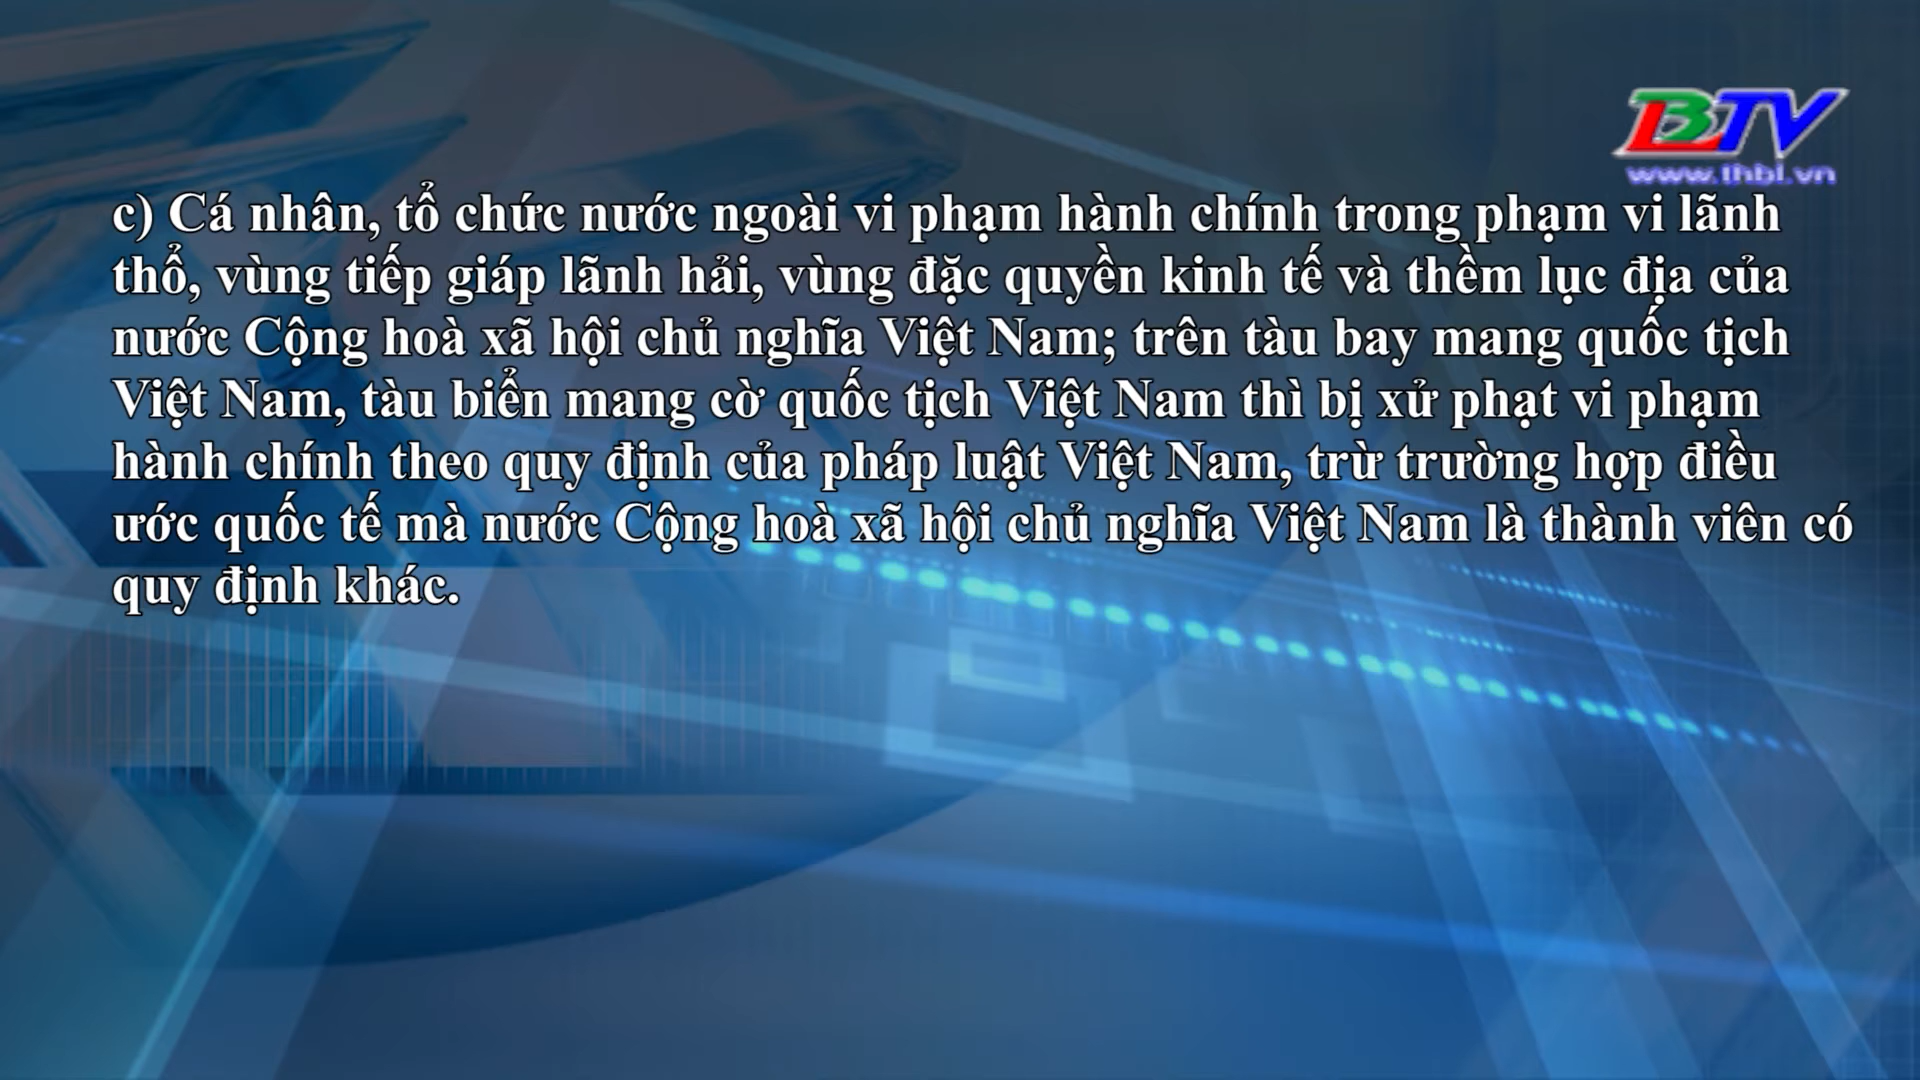 BTV
www.thbl.vn
c) Cá nhân, tổ chức nước ngoài vi phạm hành chính trong phạm vi lãnh
thổ, vùng tiếp giáp lãnh hải, vùng đặc quyền kinh tế và thềm lục địa của
nước Cộng hoà xã hội chủ nghĩa Việt Nam; trên tàu bay mang quốc tịch
Việt Nam, tàu biển mang cờ quốc tịch Việt Nam thì bị xử phạt vi phạm
hành chính theo quy định của pháp luật Việt Nam, trừ trường hợp điều
ước quốc tế mà nước Cộng hoà xã hội chủ nghĩa Việt Nam là thành viên có
quy định khác.